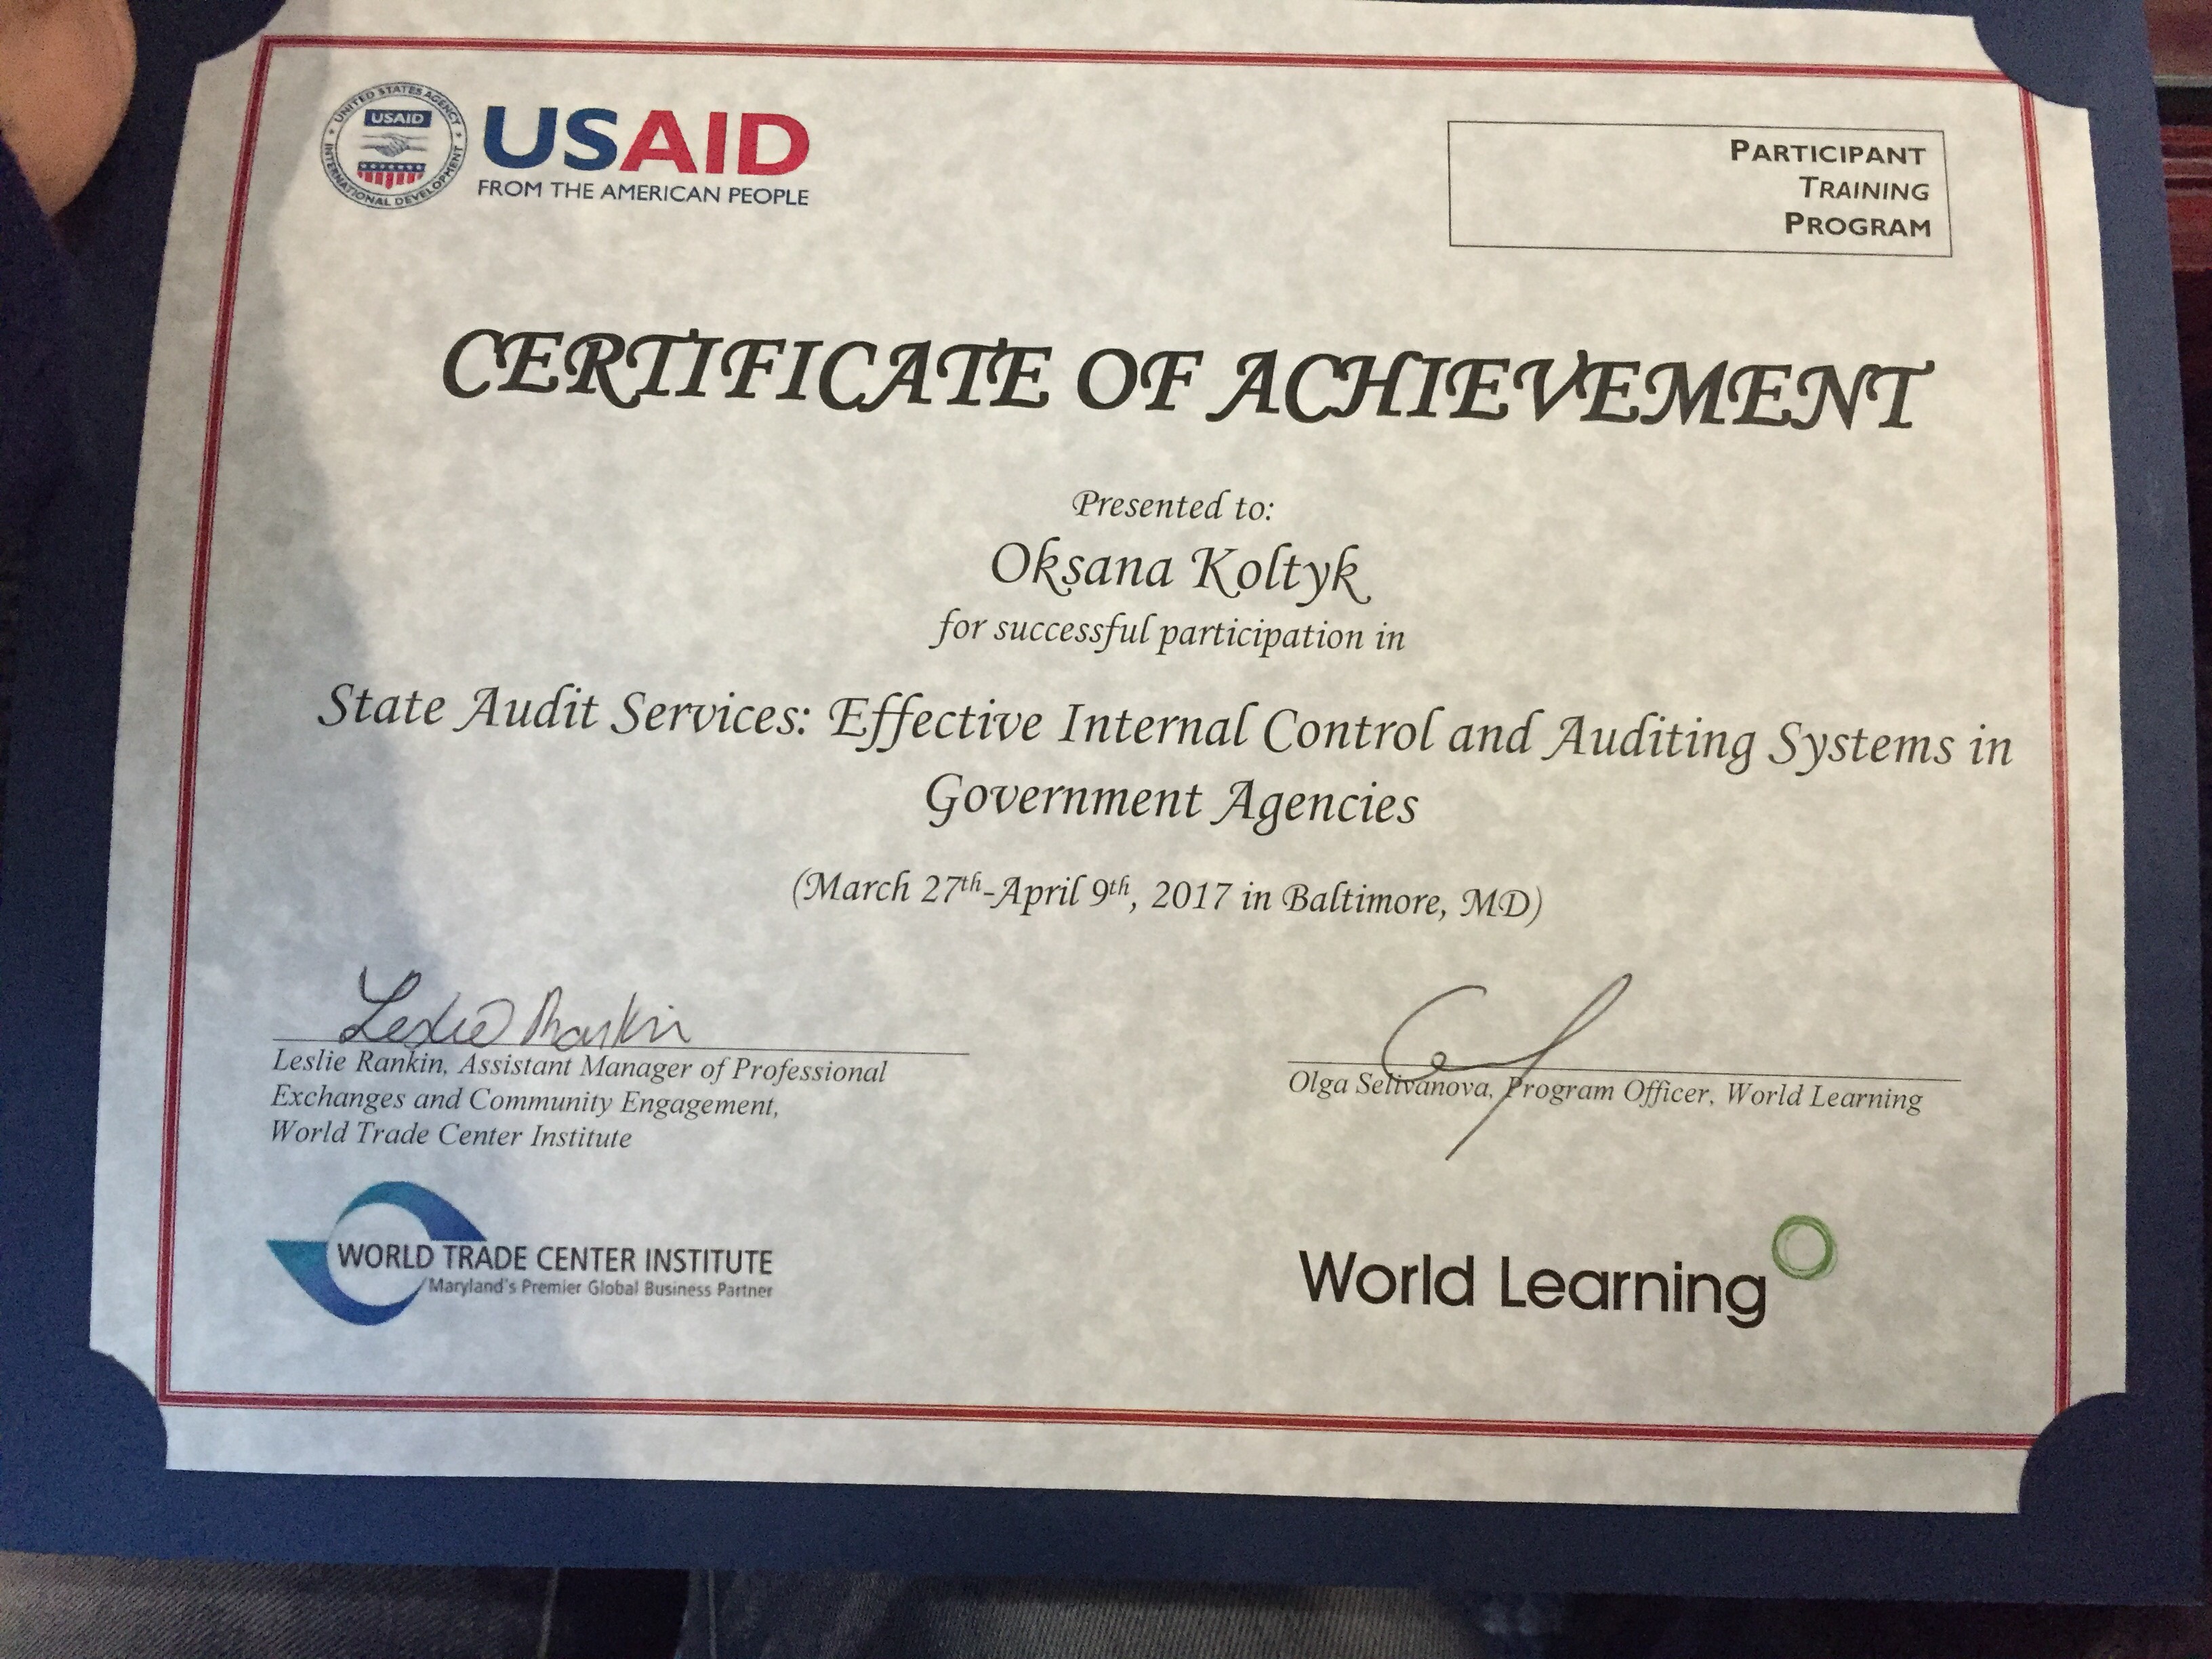 UNITED STATES AGENCY
INTERNATIONAL DEVELOPMENT
USAID
USAID
FROM THE AMERICAN PEOPLE
PARTICIPANT
TRAINING
PROGRAM
CERTIFICATE OF ACHIEVEMENT
Presented to:
Oksana Koltyk
for successful participation in
State Audit Services: Effective Internal Control and Auditing Systems in
Government Agencies
(March 27th-April 9th, 2017 in Baltimore, MD)
Leslie Rankin
Leslie Rankin, Assistant Manager of Professional
Exchanges and Community Engagement,
World Trade Center Institute
Olga Selivanova, Program Officer, World Learning
WORLD TRADE CENTER INSTITUTE
Maryland's Premier Global Business Partner
World Learning